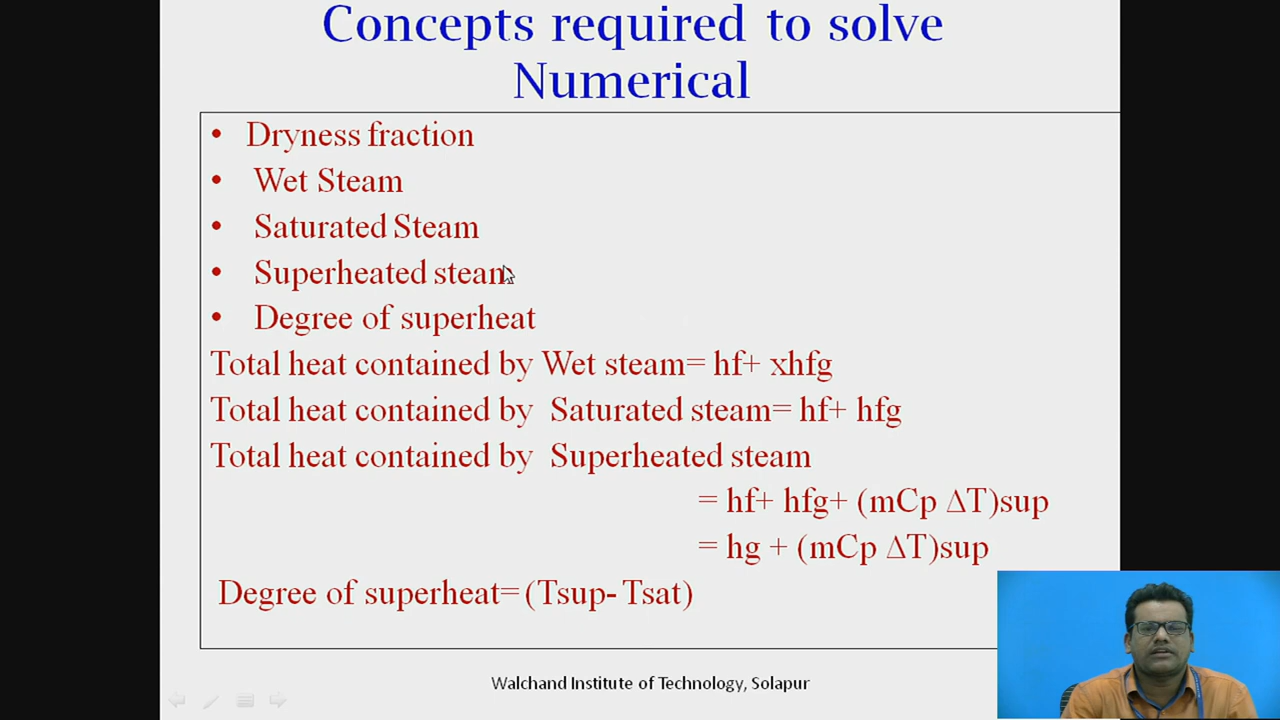 Concepts required to solve
Numerical
• Dryness fraction
• Wet Steam
• Saturated Steam
• Superheated steam
• Degree of superheat
Total heat contained by Wet steam= hf+ xhfg
Total heat contained by Saturated steam= hf+ hfg
Total heat contained by Superheated steam
= hf+ hfg+ (mCp ∆T)sup
= hg + (mCp ∆T)sup
Degree of superheat= (Tsup- Tsat)
Walchand Institute of Technology, Solapur